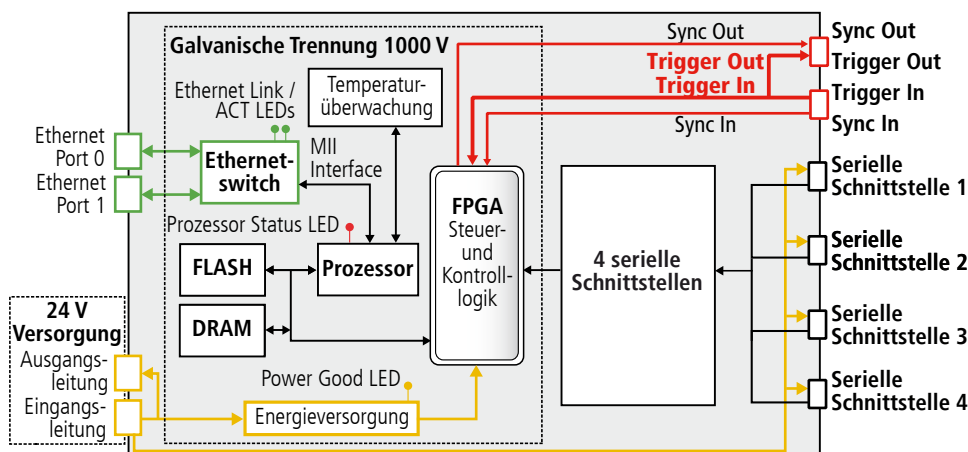 Galvanische Trennung 1000 V
Sync Out
Sync Out
Trigger Out
Trigger Out
Trigger In
Trigger In
Sync In
Sync In
Ethernet Link /
ACT LEDs
Temperatur-
überwachung
Ethernet
Port 0
Ethernet
Port 1
Ethernet-
switch
MII
Interface
Prozessor Status LED
FLASH
Prozessor
DRAM
FPGA
Steuer-
und
Kontroll-
logik
4 serielle
Schnittstellen
Serielle
Schnittstelle 1
Serielle
Schnittstelle 2
Serielle
Schnittstelle 3
Serielle
Schnittstelle 4
24 V
Versorgung
Ausgangs-
leitung
Eingangs-
leitung
Power Good LED
Energieversorgung